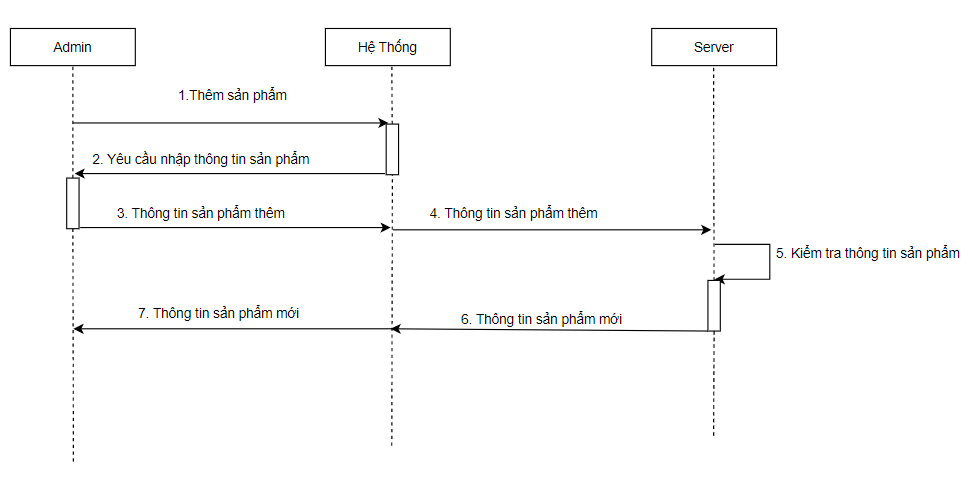 Admin
Hệ Thống
Server
1.Thêm sản phẩm
2. Yêu cầu nhập thông tin sản phẩm
3. Thông tin sản phẩm thêm
4. Thông tin sản phẩm thêm
5. Kiểm tra thông tin sản phẩm
7. Thông tin sản phẩm mới
6. Thông tin sản phẩm mới